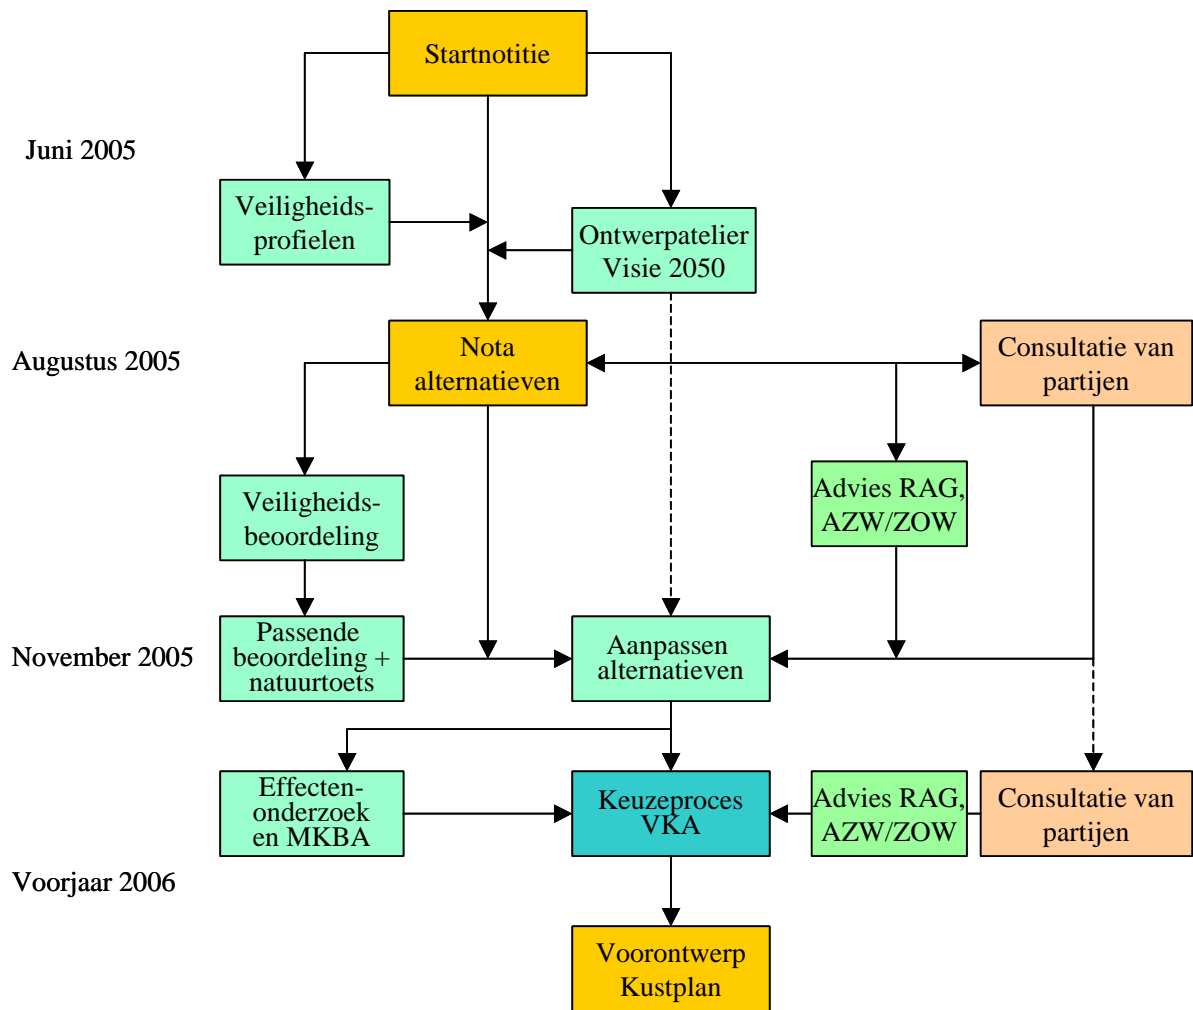 Startnotitie
Juni 2005
Veiligheids-
profielen
Ontwerpatelier
Visie 2050
Augustus 2005
Nota
alternatieven
Consultatie van
partijen
Veiligheids-
beoordeling
Advies RAG,
AZW/ZOW
November 2005
Passende
beoordeling +
natuurtoets
Aanpassen
alternatieven
Effecten-
onderzoek
en MKBA
Keuzeproces
VKA
Advies RAG,
AZW/ZOW
Consultatie van
partijen
Voorjaar 2006
Voorontwerp
Kustplan